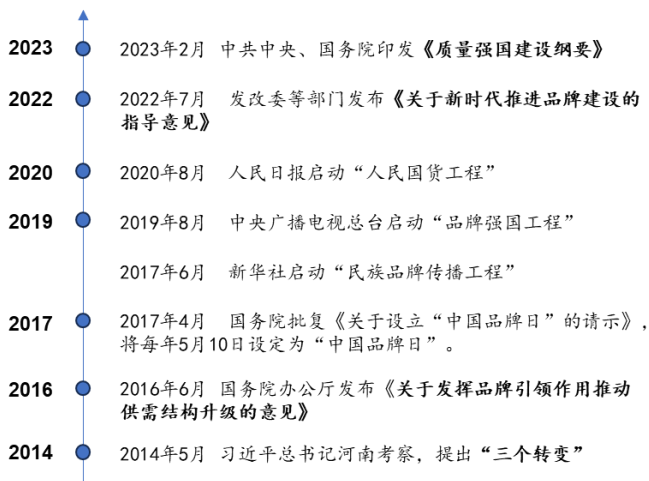 2023
2023年2月 中共中央、国务院印发《质量强国建设纲要》
2022
2022年7月 发改委等部门发布《关于新时代推进品牌建设的
指导意见》
2020
2020年8月 人民日报启动“人民国货工程”
2019
2019年8月 中央广播电视总台启动“品牌强国工程”
2017年6月 新华社启动“民族品牌传播工程”
2017
2017年4月 国务院批复《关于设立“中国品牌日”的请示》,
将每年5月10日设定为“中国品牌日”。
2016
2016年6月 国务院办公厅发布《关于发挥品牌引领作用推动
供需结构升级的意见》
2014
2014年5月 习近平总书记河南考察，提出“三个转变”